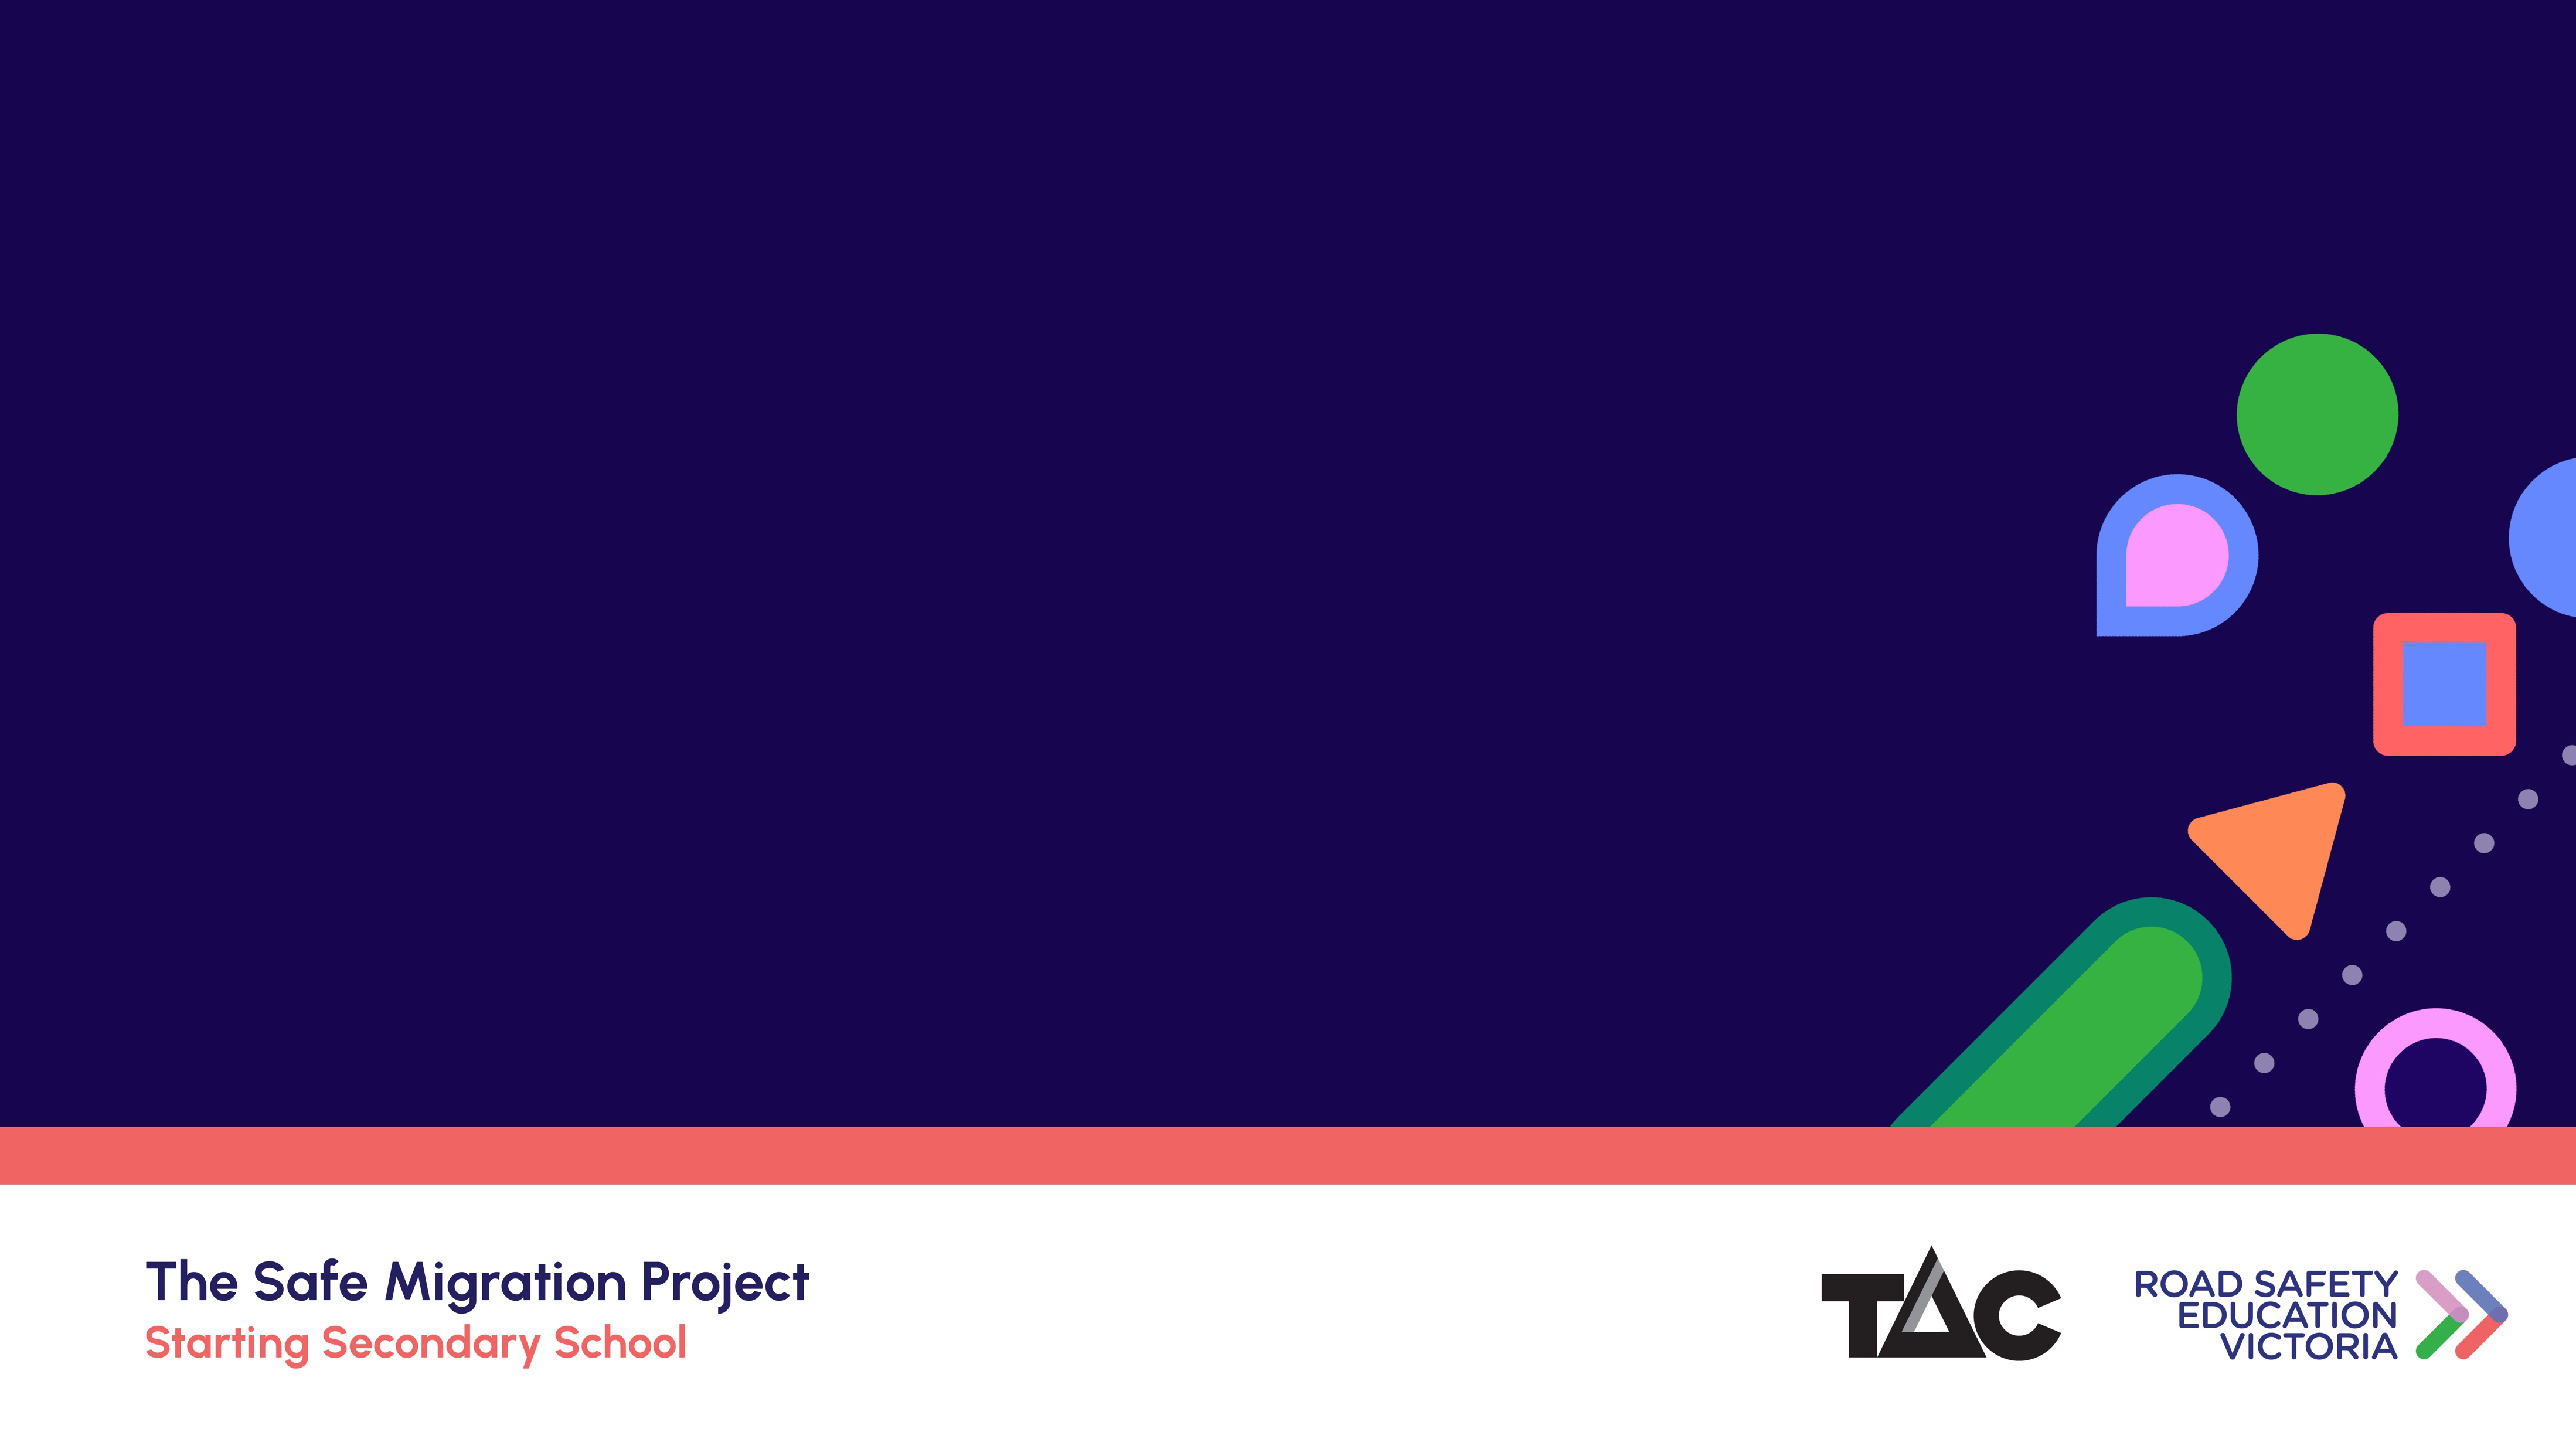 The Safe Migration Project
Starting Secondary School
TAC
ROAD SAFETY
EDUCATION
VICTORIA